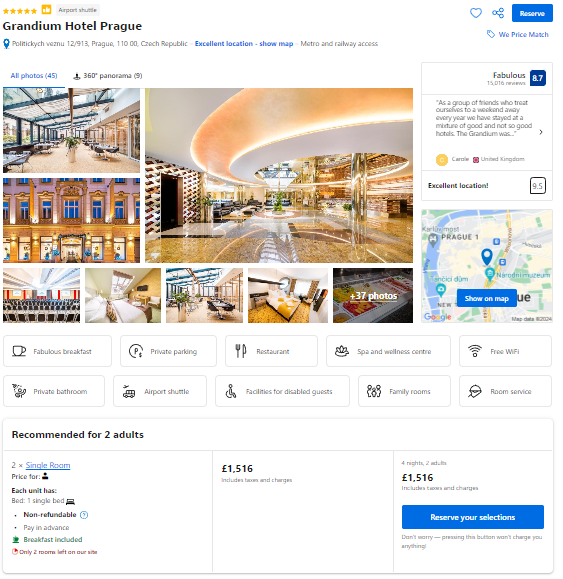 Airport shuttle
Reserve
Grandium Hotel Prague
We Price Match
Politickych veznu 12/913, Prague, 110 00, Czech Republic - Excellent location - show map - Metro and railway access
All photos (45)
360° panorama (9)
Fabulous
15,016 reviews
8.7
"As a group of friends who treat
ourselves to a weekend away
every year we have stayed at a
mixture of good and not so good
hotels. The Grandium was..."
C
Carole
United Kingdom
Excellent location!
9.5
PRAGUE 1
Tančící dům
Národní muzeum
Show on map
Google
Map data ©2024
+37 photos
Fabulous breakfast
Private parking
Restaurant
Spa and wellness centre
Free WiFi
Private bathroom
Airport shuttle
Facilities for disabled guests
Family rooms
Room service
Recommended for 2 adults
2 × Single Room
Price for:
Each unit has:
Bed: 1 single bed
• Non-refundable
• Pay in advance
Breakfast included
Only 2 rooms left on our site
£1,516
Includes taxes and charges
4 nights, 2 adults
£1,516
Includes taxes and charges
Reserve your selections
Don't worry — pressing this button won't charge you
anything!